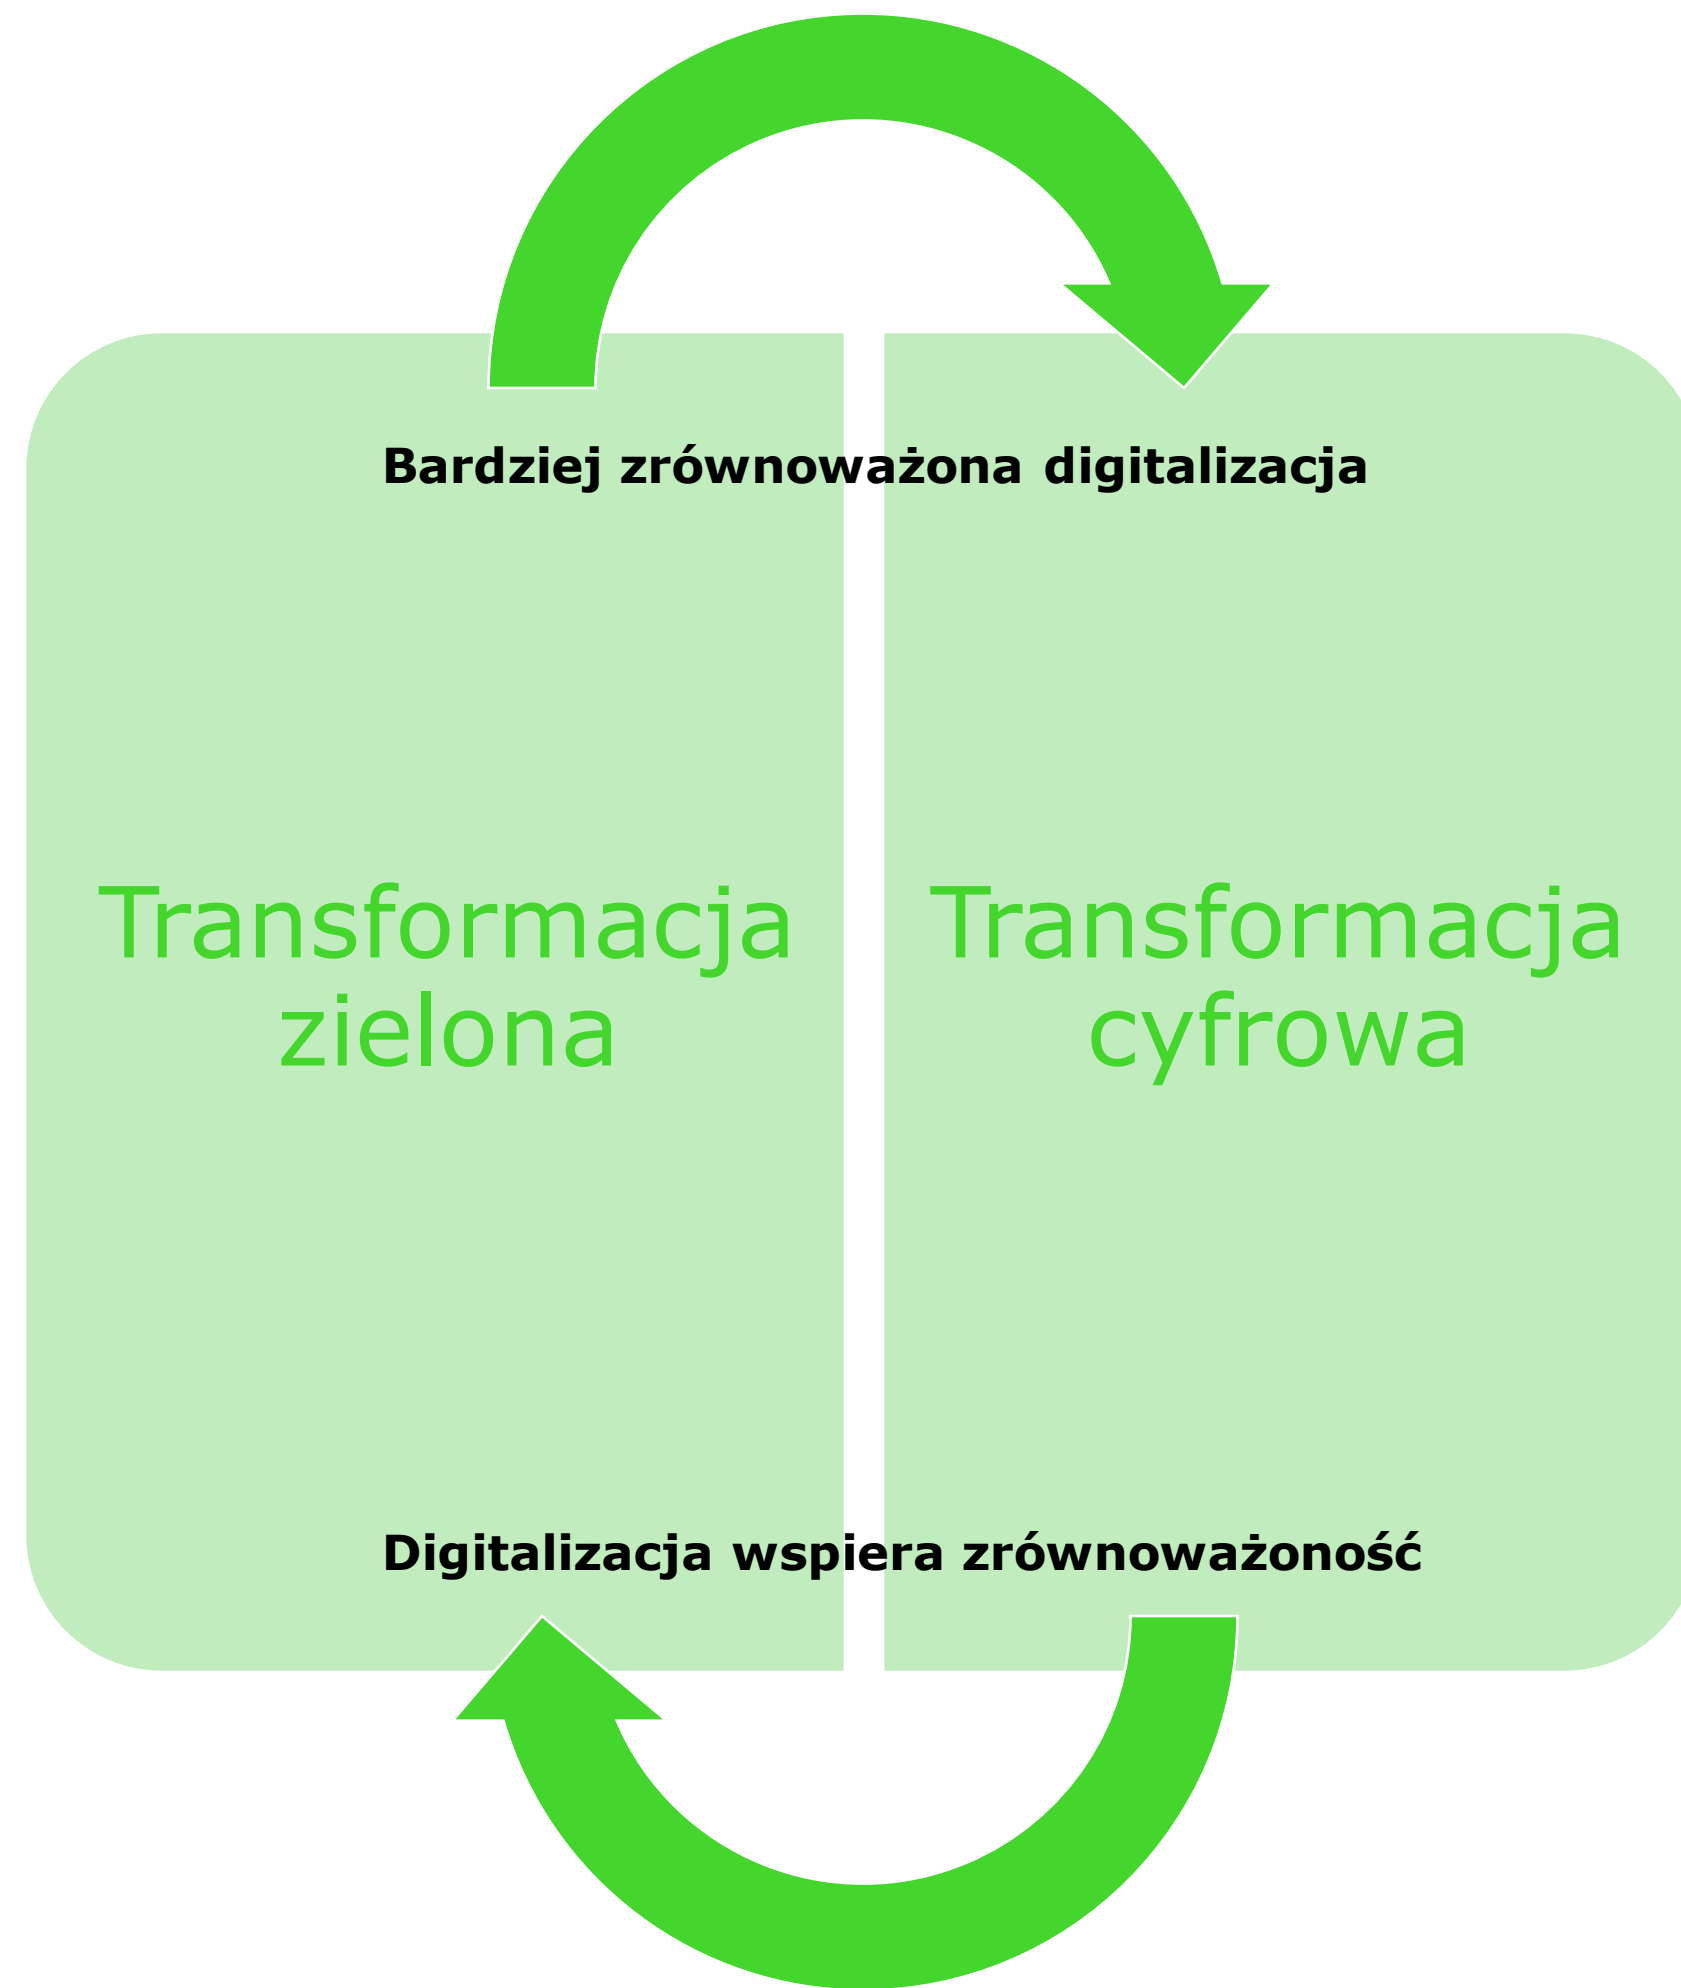 Bardziej zrównoważona digitalizacja
Transformacja
zielona
Transformacja
cyfrowa
Digitalizacja wspiera zrównoważoność